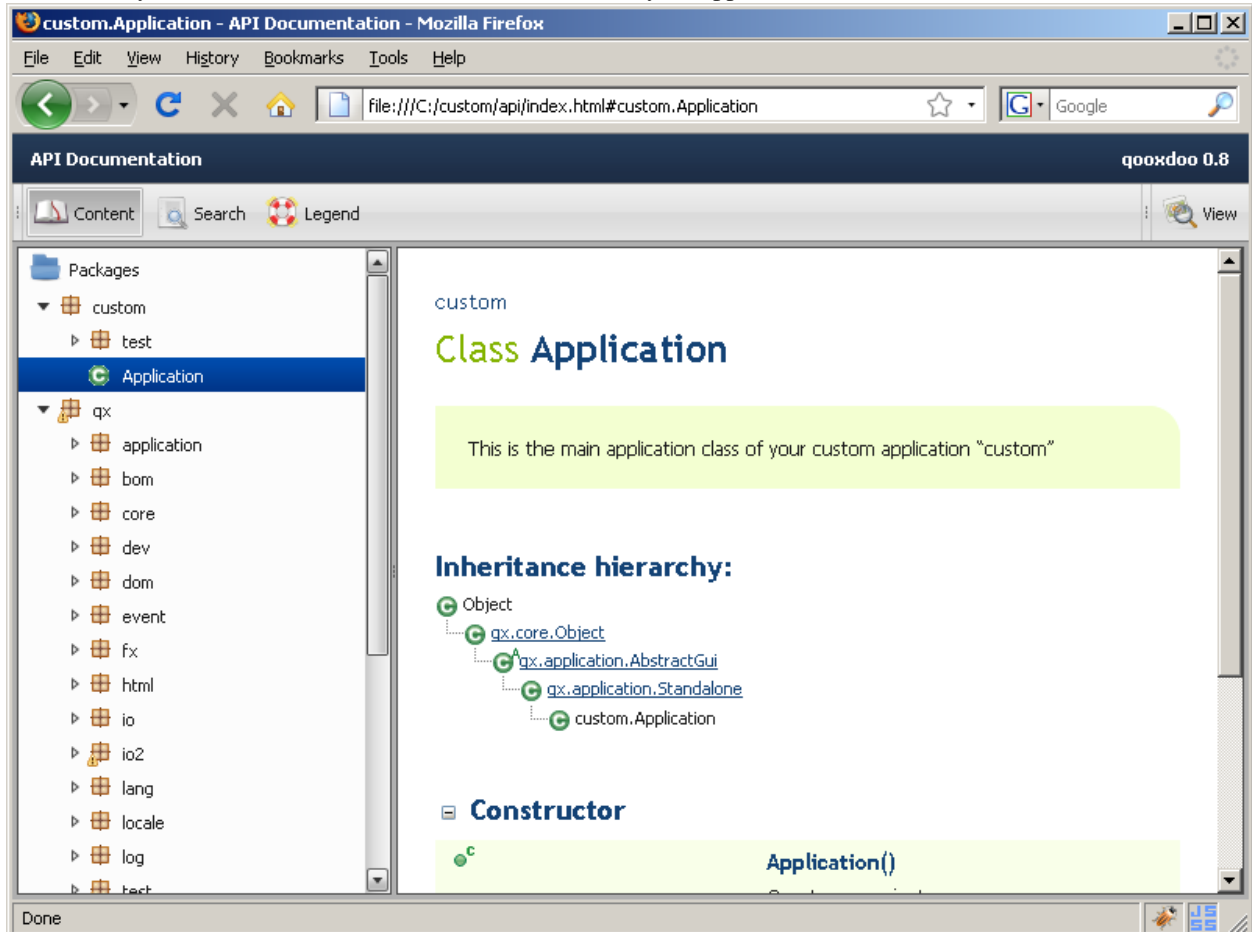 custom.Application - API Documentation - Mozilla Firefox
File Edit View History Bookmarks Tools Help
file:///C:/custom/api/index.html#custom.Application
G Google
API Documentation
qooxdoo 0.8
Content Search Legend
View
Packages
custom
test
Application
qx
application
bom
core
dev
dom
event
fx
html
io
io2
lang
locale
log
test
custom
Class Application
This is the main application class of your custom application “custom”
Inheritance hierarchy:
Object
qx.core.Object
qx.application.AbstractGui
qx.application.Standalone
custom.Application
Constructor
Application()
Done